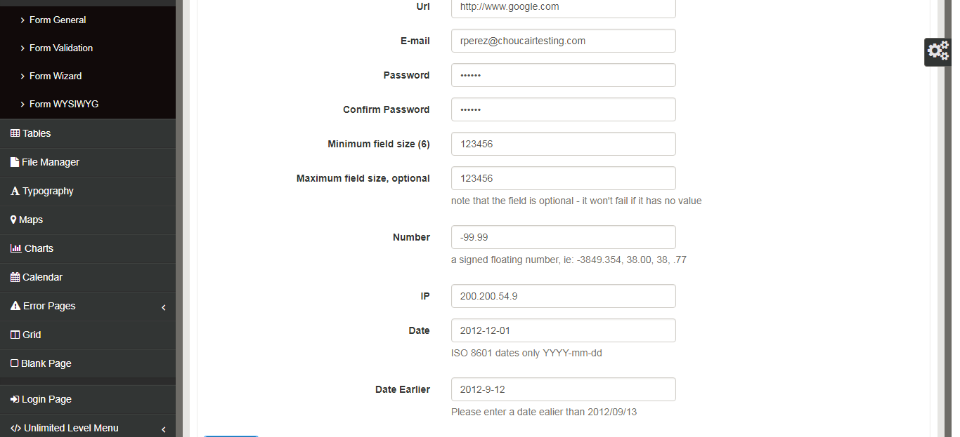 Form General
Form Validation
Form Wizard
Form WYSIWYG
Tables
File Manager
Typography
Maps
Charts
Calendar
Error Pages
Grid
Blank Page
Login Page
Unlimited Level Menu
Url http://www.google.com
E-mail rperez@choucairtesting.com
Password ••••••
Confirm Password ••••••
Minimum field size (6) 123456
Maximum field size, optional 123456
note that the field is optional - it won't fail if it has no value
Number -99.99
a signed floating number, ie: -3849.354, 38.00, 38, .77
IP 200.200.54.9
Date 2012-12-01
ISO 8601 dates only YYYY-mm-dd
Date Earlier 2012-9-12
Please enter a date ealier than 2012/09/13